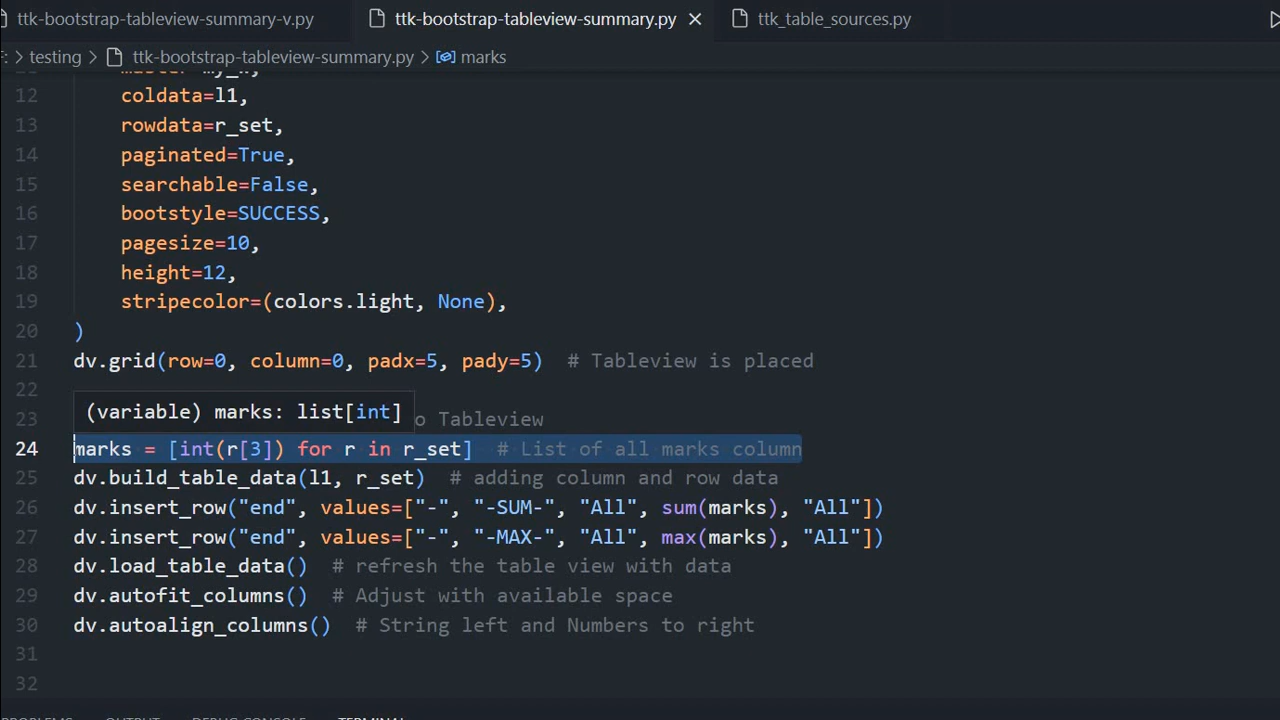 ttk-bootstrap-tableview-summary-v.py ttk-bootstrap-tableview-summary.py × ttk_table_sources.py
F: > testing > ttk-bootstrap-tableview-summary.py > marks
12 coldata=l1,
13 rowdata=r_set,
14 paginated=True,
15 searchable=False,
16 bootstyle=SUCCESS,
17 pagesize=10,
18 height=12,
19 stripecolor=(colors.light, None),
20 )
21 dv.grid(row=0, column=0, padx=5, pady=5) # Tableview is placed
22
(variable) marks: list[int]
23 o Tableview
24 marks = [int(r[3]) for r in r_set] # List of all marks column
25 dv.build_table_data(l1, r_set) # adding column and row data
26 dv.insert_row("end", values=["-", "-SUM-", "All", sum(marks), "All"])
27 dv.insert_row("end", values=["-", "-MAX-", "All", max(marks), "All"])
28 dv.load_table_data() # refresh the table view with data
29 dv.autofit_columns() # Adjust with available space
30 dv.autoalign_columns() # String left and Numbers to right
31
32
PROBLEMS OUTPUT DEBUG CONSOLE TERMINAL